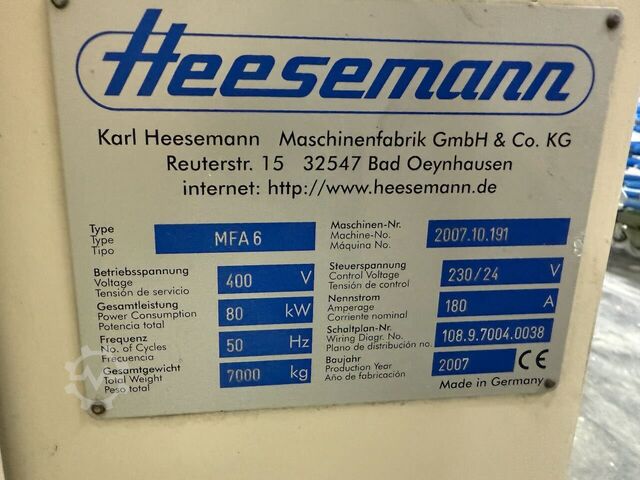 Heesemann
Karl Heesemann Maschinenfabrik GmbH & Co. KG
Reuterstr. 15 32547 Bad Oeynhausen
internet: http://www.heesemann.de
Type
Type
Tipo
MFA 6
Maschinen-Nr.
Machine-No.
Máquina No.
2007.10.191
Betriebsspannung
Voltage
Tensión de servicio
400 V
Steuerspannung
Control Voltage
Tensión de control
230/24 V
Gesamtleistung
Power Consumption
Potencia total
80 kW
Nennstrom
Amperage
Corriente nominal
180 A
Frequenz
No. of Cycles
Frecuencia
50 Hz
Schaltplan-Nr.
Wiring Diagr. No.
Plano de distribución no.
108.9.7004.0038
Gesamtgewicht
Total Weight
Peso total
7000 kg
Baujahr
Production Year
Año de fabricación
2007 CE
Made in Germany